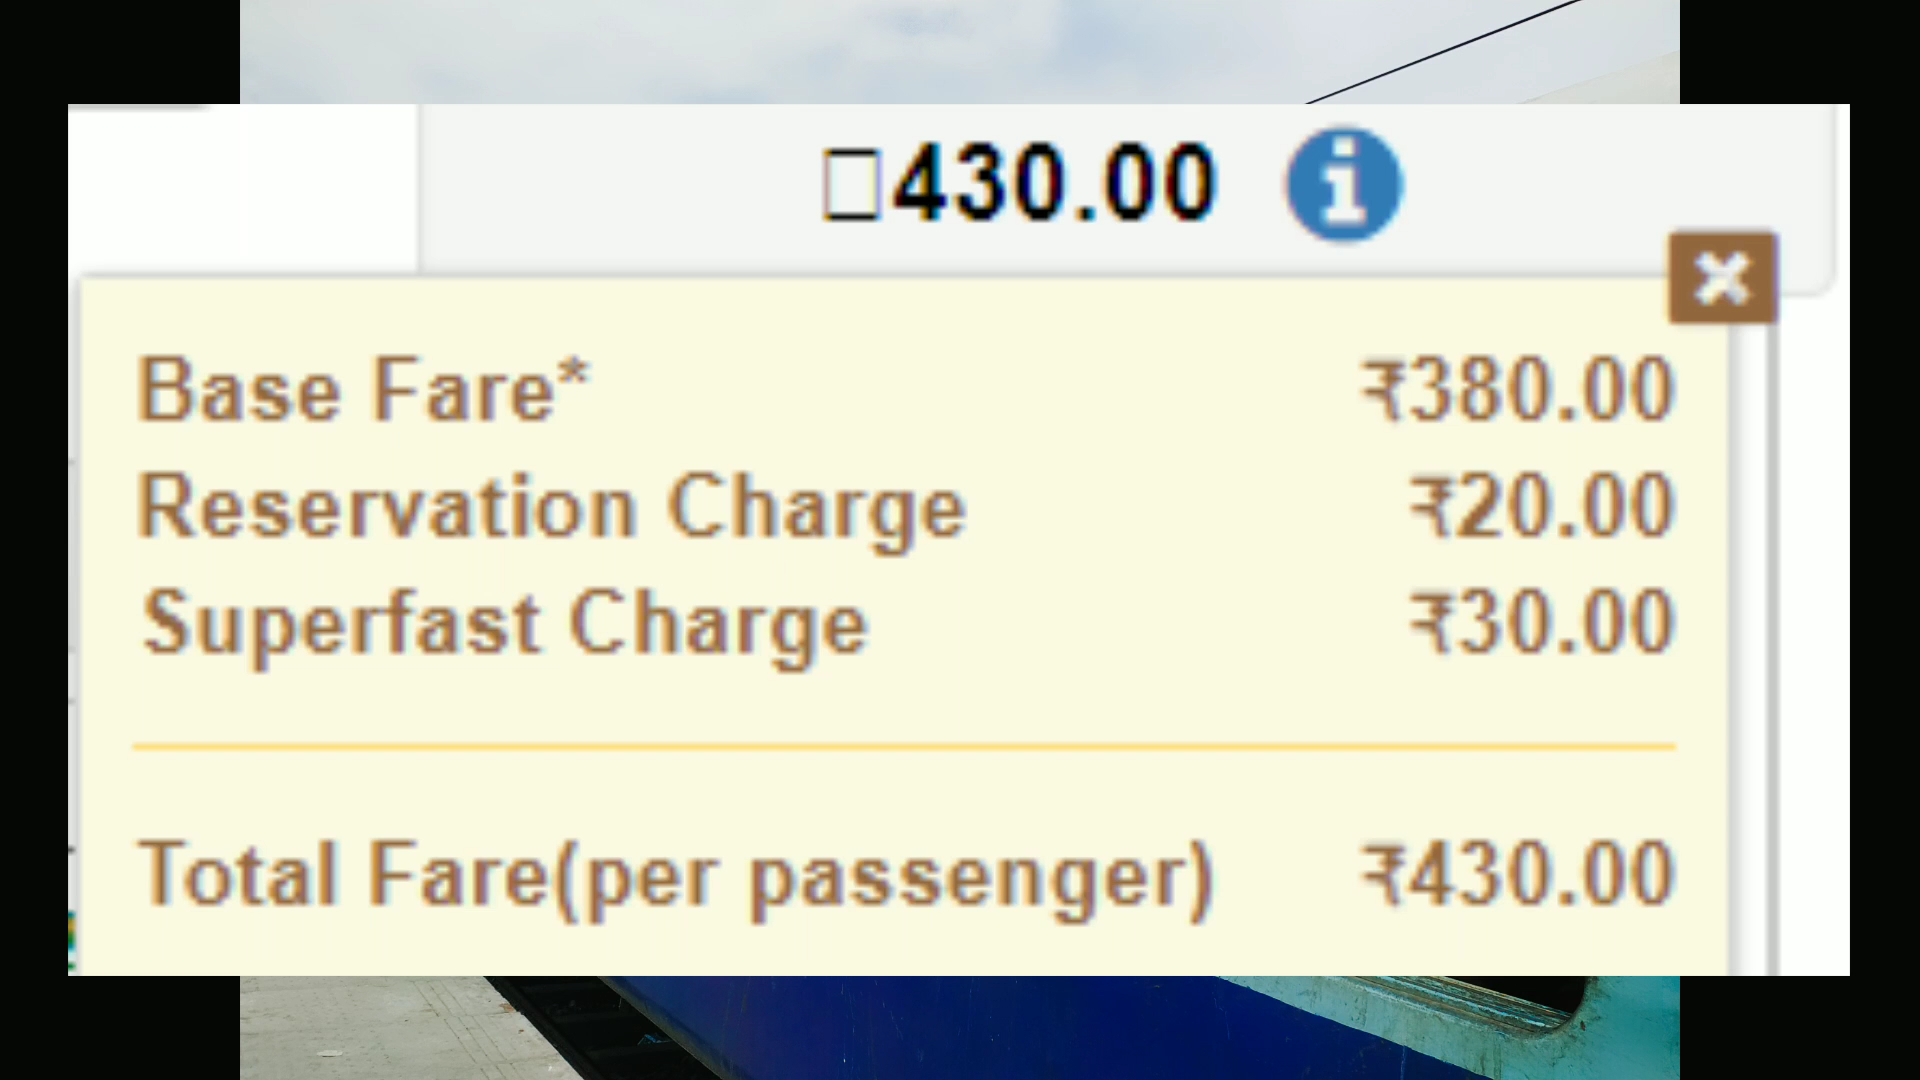 □430.00
Base Fare* ₹380.00
Reservation Charge ₹20.00
Superfast Charge ₹30.00
Total Fare(per passenger) ₹430.00